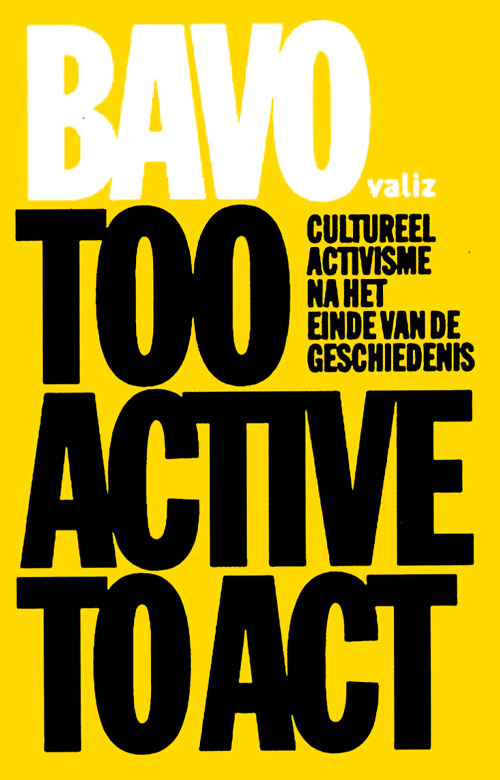 BAVO
valiz
TOO
CULTUREEL
ACTIVISME
NA HET
EINDE VAN DE
GESCHIEDENIS
ACTIVE
TO ACT